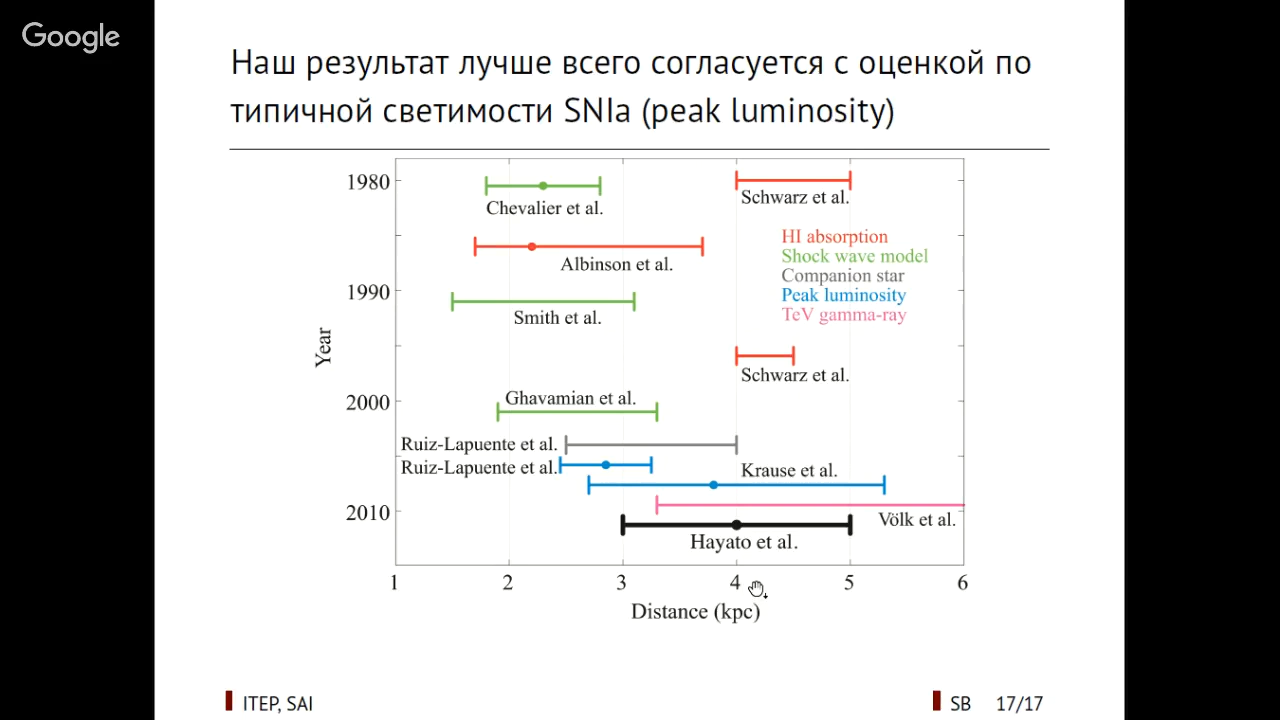 Google
Наш результат лучше всего согласуется с оценкой по
типичной светимости SNIa (peak luminosity)
1980
Chevalier et al.
Schwarz et al.
HI absorption
Shock wave model
Companion star
Peak luminosity
TeV gamma-ray
Albinson et al.
1990
Smith et al.
Year
Schwarz et al.
2000
Ghavamian et al.
Ruiz-Lapuente et al.
Ruiz-Lapuente et al.
Krause et al.
2010
Völk et al.
Hayato et al.
1 2 3 4 5 6
Distance (kpc)
ITEP, SAI
SB 17/17